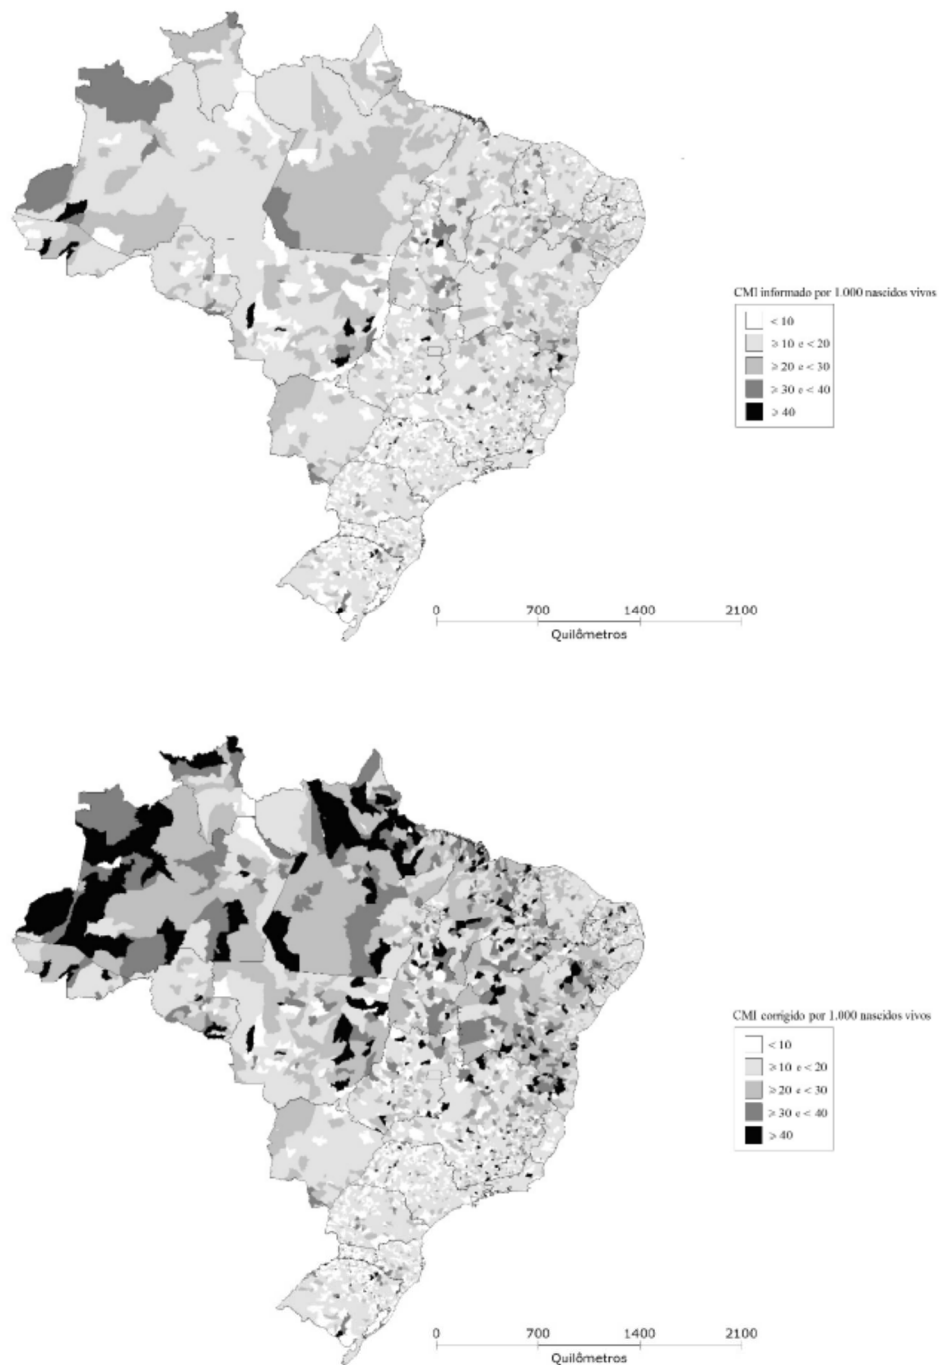 CMI informado por 1.000 nascidos vivos
< 10
≥ 10 e < 20
≥ 20 e < 30
≥ 30 e < 40
≥ 40
0 700 1400 2100
Quilômetros
CMI corrigido por 1.000 nascidos vivos
< 10
≥ 10 e < 20
≥ 20 e < 30
≥ 30 e < 40
≥ 40
0 700 1400 2100
Quilômetros